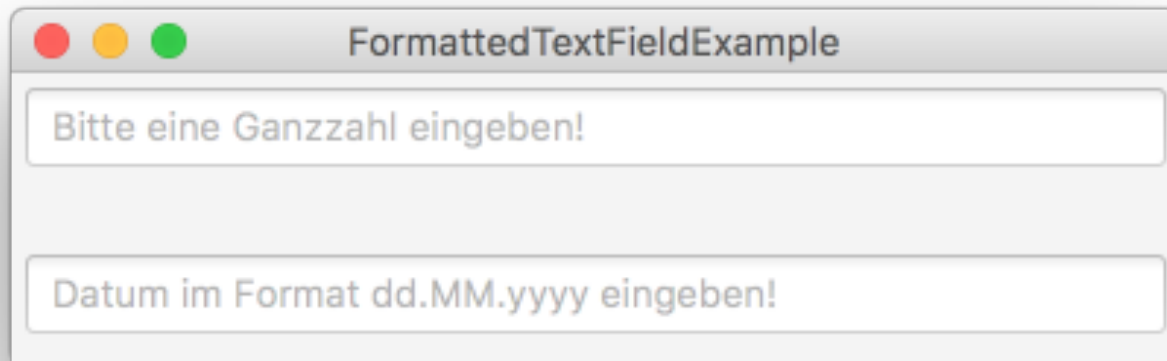 FormattedTextFieldExample
Bitte eine Ganzzahl eingeben!
Datum im Format dd.MM.yyyy eingeben!